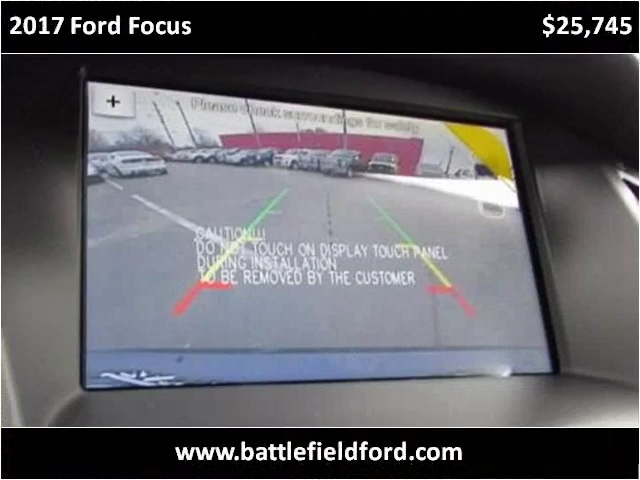 2017 Ford Focus
$25,745
+
Please check surroundings for safety
CAUTION!!!
DO NOT TOUCH ON DISPLAY TOUCH PANEL
DURING INSTALLATION
TO BE REMOVED BY THE CUSTOMER
www.battlefieldford.com